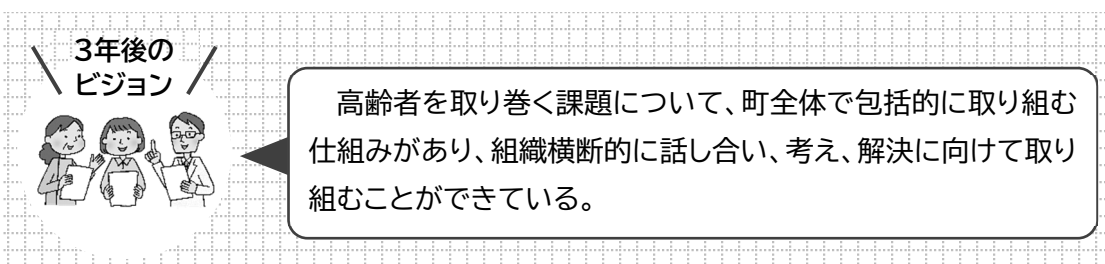 3年後の
ビジョン
高齢者を取り巻く課題について、町全体で包括的に取り組む
仕組みがあり、組織横断的に話し合い、考え、解決に向けて取り
組むことができている。